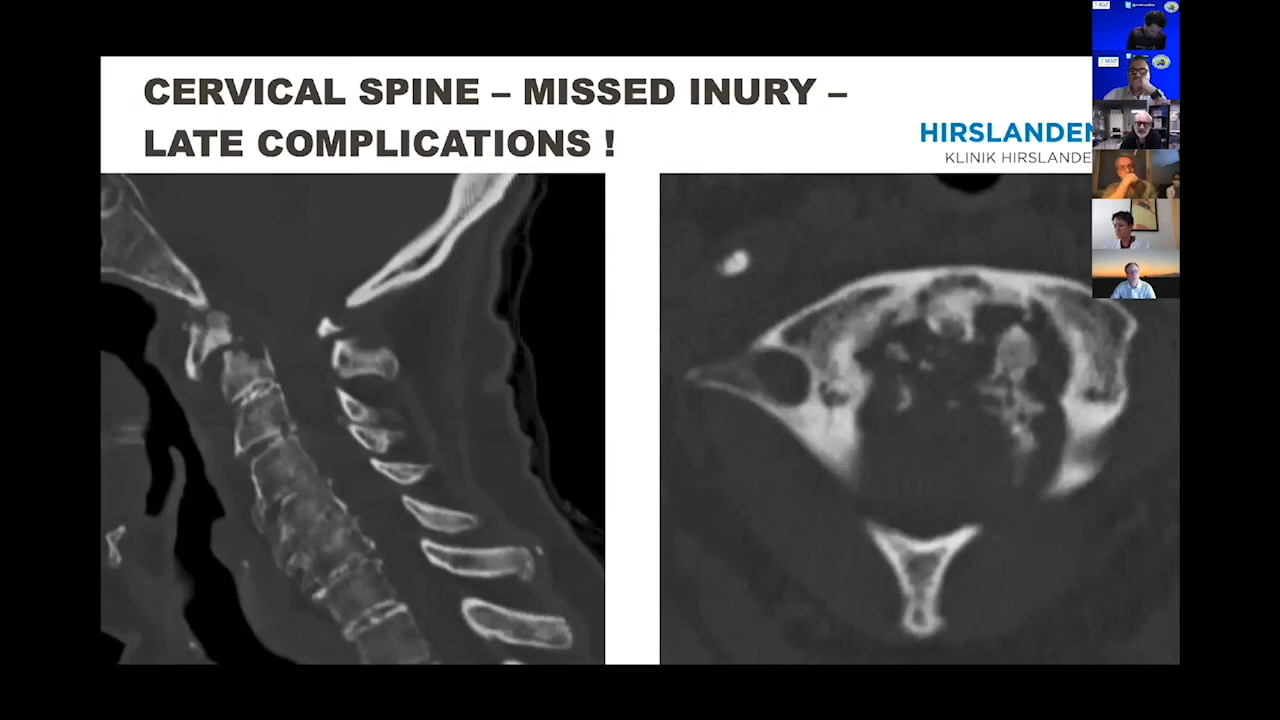 CERVICAL SPINE – MISSED INURY –
LATE COMPLICATIONS !
HIRSLANDEN
KLINIK HIRSLANDE